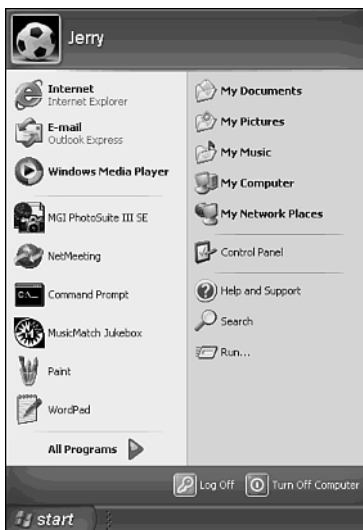 Jerry
Internet
Internet Explorer
E-mail
Outlook Express
Windows Media Player
MGI PhotoSuite III SE
NetMeeting
Command Prompt
MusicMatch Jukebox
Paint
WordPad
All Programs
My Documents
My Pictures
My Music
My Computer
My Network Places
Control Panel
Help and Support
Search
Run...
Log Off
Turn Off Computer
start